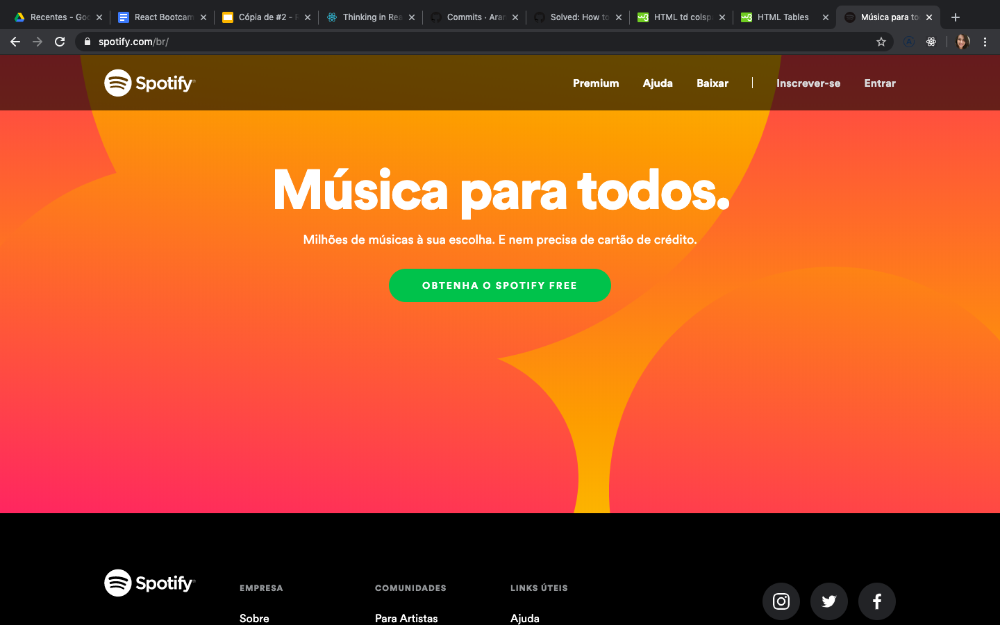 Recentes - Goo
React Bootcam
Cópia de #2 - R
Thinking in Rea
Commits · Aran
Solved: How to
HTML td colspa
HTML Tables
Música para to
spotify.com/br/
Spotify
Premium
Ajuda
Baixar
Inscrever-se
Entrar
Música para todos.
Milhões de músicas à sua escolha. E nem precisa de cartão de crédito.
OBTENHA O SPOTIFY FREE
Spotify
EMPRESA
COMUNIDADES
LINKS ÚTEIS
Sobre
Para Artistas
Ajuda